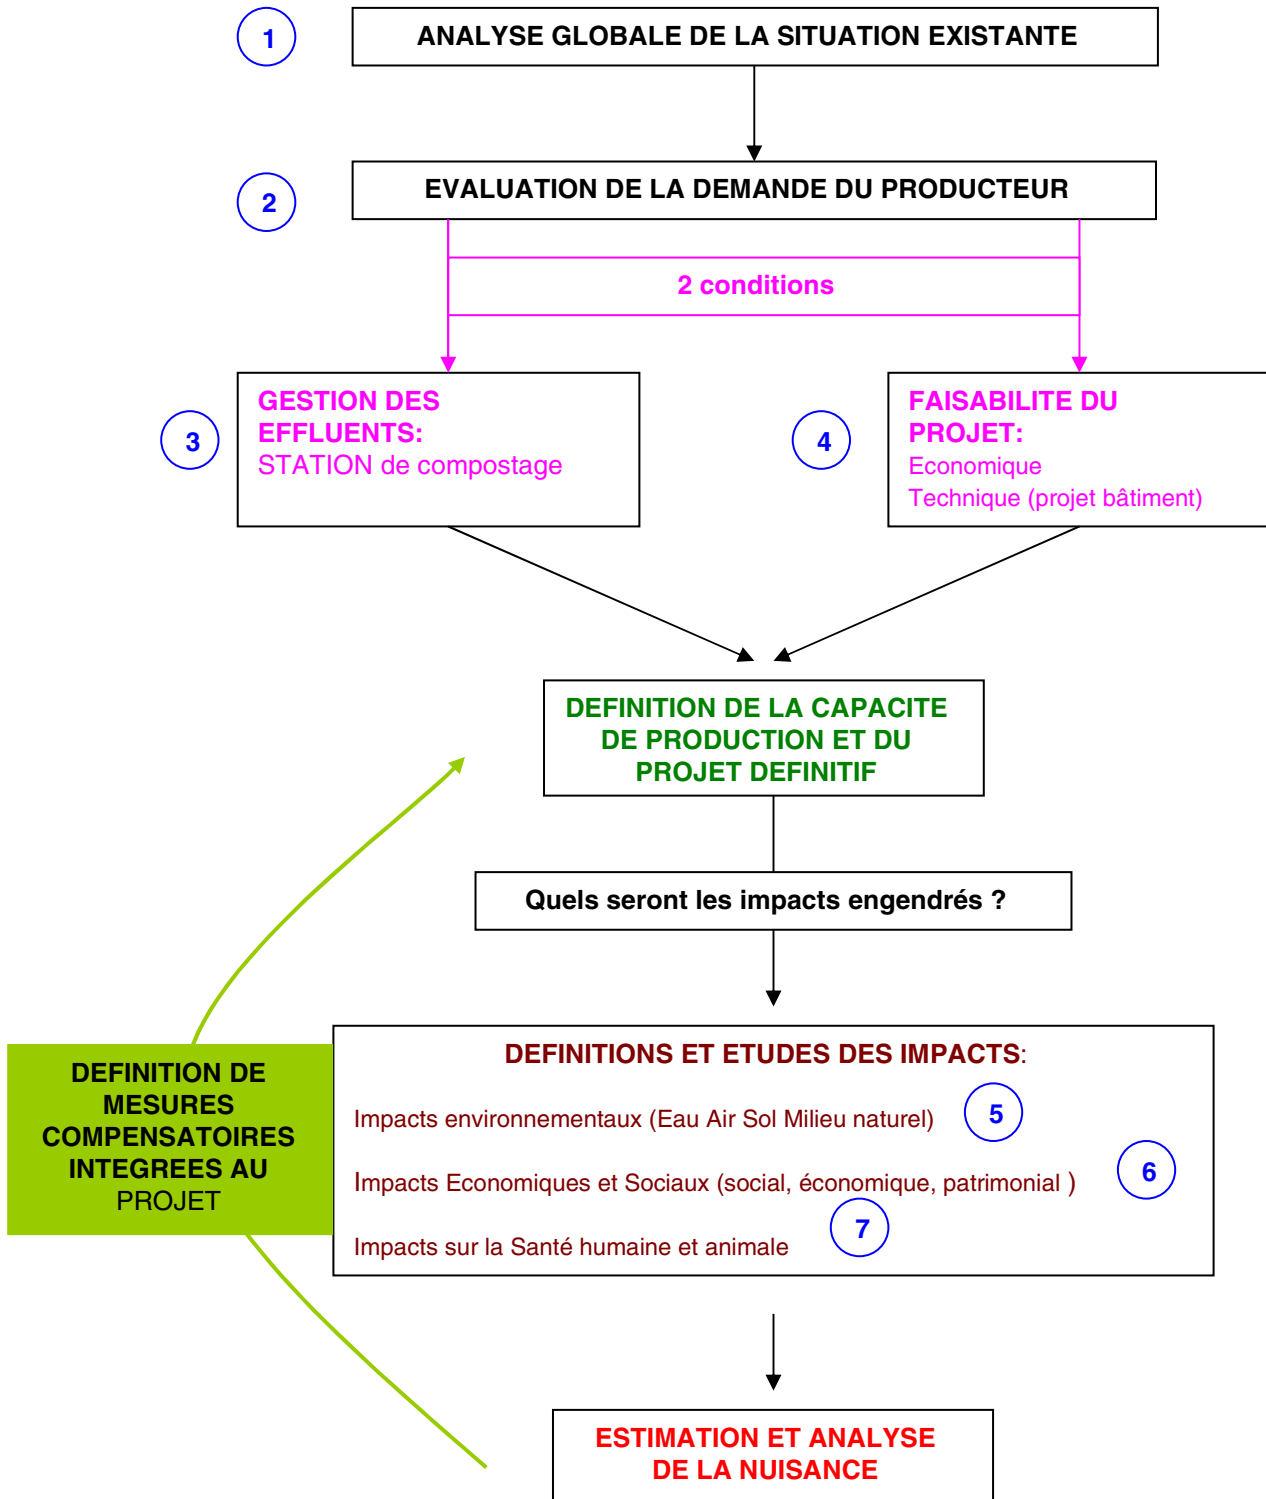 1
ANALYSE GLOBALE DE LA SITUATION EXISTANTE
2
EVALUATION DE LA DEMANDE DU PRODUCTEUR
2 conditions
3
GESTION DES
EFFLUENTS:
STATION de compostage
4
FAISABILITE DU
PROJET:
Economique
Technique (projet bâtiment)
DEFINITION DE LA CAPACITE
DE PRODUCTION ET DU
PROJET DEFINITIF
Quels seront les impacts engendrés ?
DEFINITION DE
MESURES
COMPENSATOIRES
INTEGREES AU
PROJET
DEFINITIONS ET ETUDES DES IMPACTS:
Impacts environnementaux (Eau Air Sol Milieu naturel)
5
Impacts Economiques et Sociaux (social, économique, patrimonial )
6
Impacts sur la Santé humaine et animale
7
ESTIMATION ET ANALYSE
DE LA NUISANCE